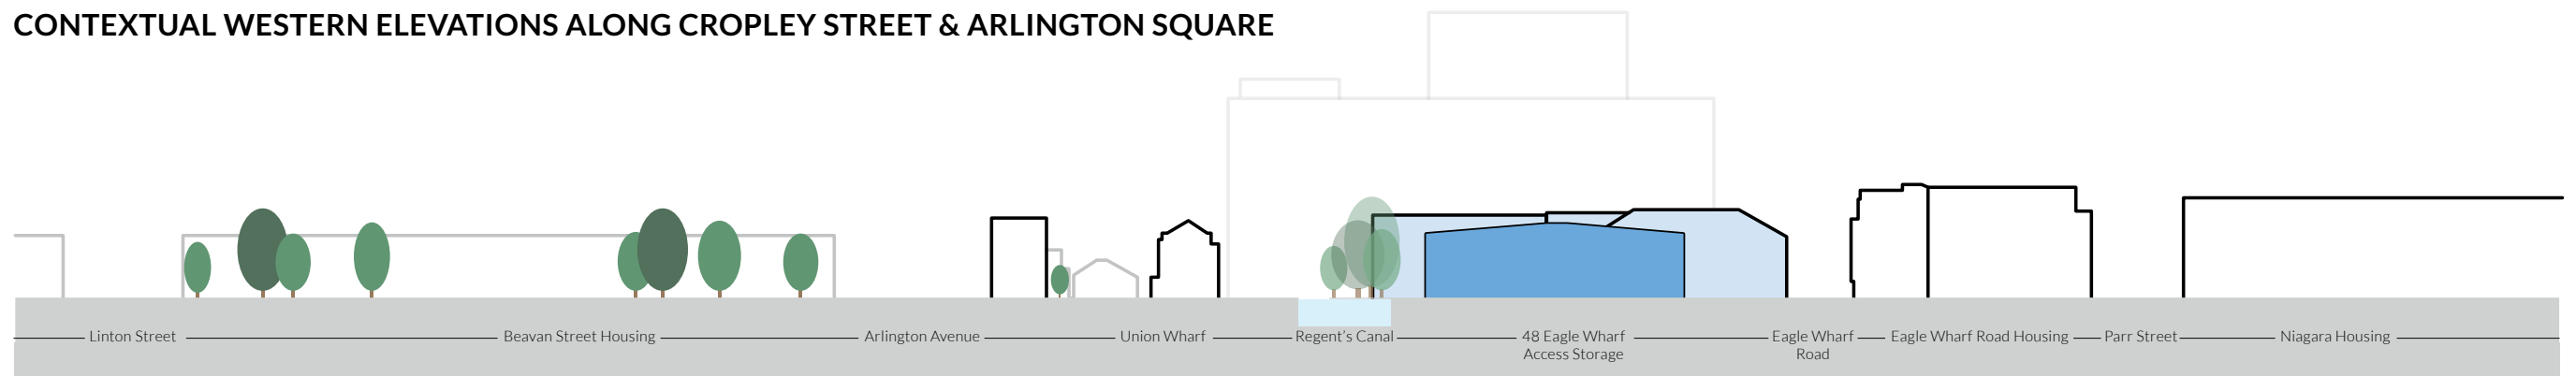 CONTEXTUAL WESTERN ELEVATIONS ALONG CROPLEY STREET & ARLINGTON SQUARE
Linton Street
Beavan Street Housing
Arlington Avenue
Union Wharf
Regent's Canal
48 Eagle Wharf
Access Storage
Eagle Wharf
Road
Eagle Wharf Road Housing
Parr Street
Niagara Housing